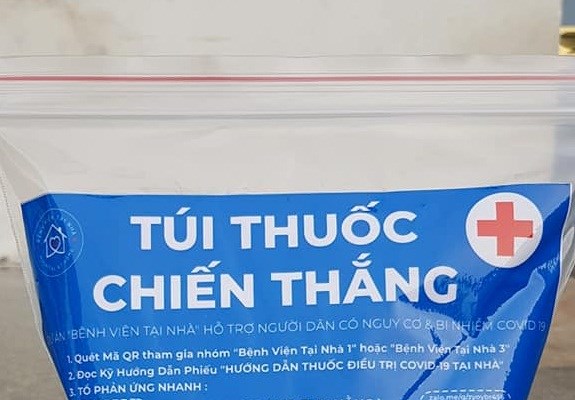 TÚI THUỐC
CHIẾN THẮNG
ÁN "BỆNH VIỆN TẠI NHÀ" HỖ TRỢ NGƯỜI DÂN CÓ NGUY CƠ & BỊ NHIỄM COVID 19
1. Quét Mã QR tham gia nhóm "Bệnh Viện Tại Nhà 1" hoặc "Bệnh Viện Tại Nhà 3"
2. Đọc Kỹ Hướng Dẫn Phiếu "HƯỚNG DẪN THUỐC ĐIỀU TRỊ COVID-19 TẠI NHÀ"
3. TỔ PHẢN ỨNG NHANH :